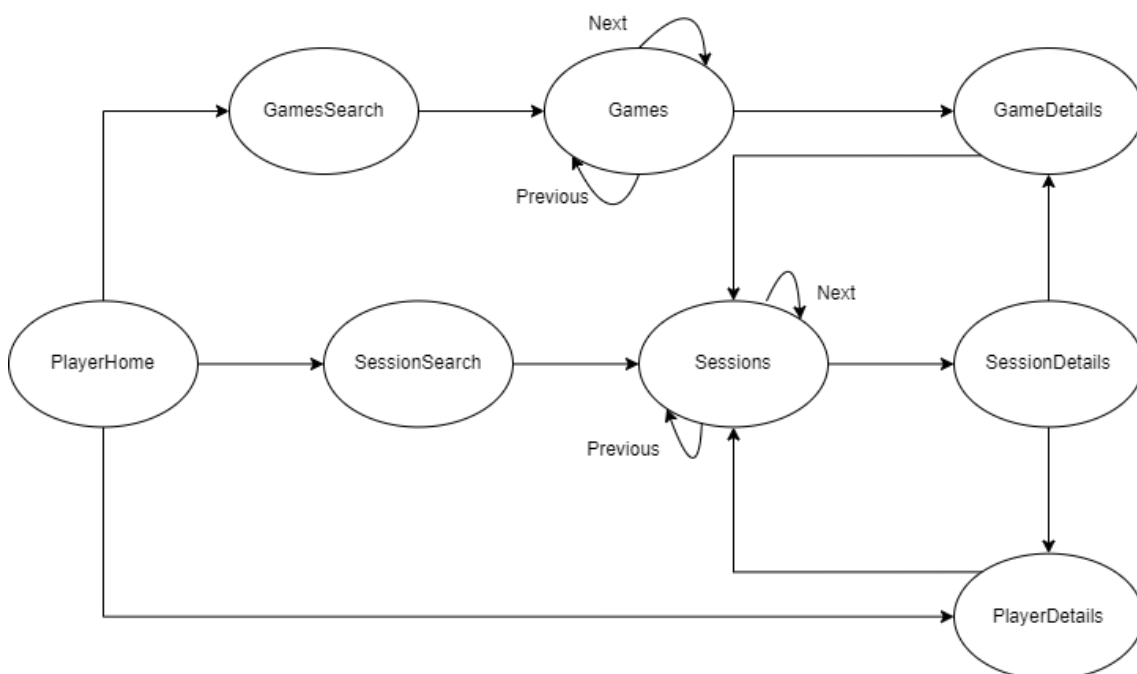 Next
GamesSearch
Games
GameDetails
Previous
Next
PlayerHome
SessionSearch
Sessions
SessionDetails
Previous
PlayerDetails